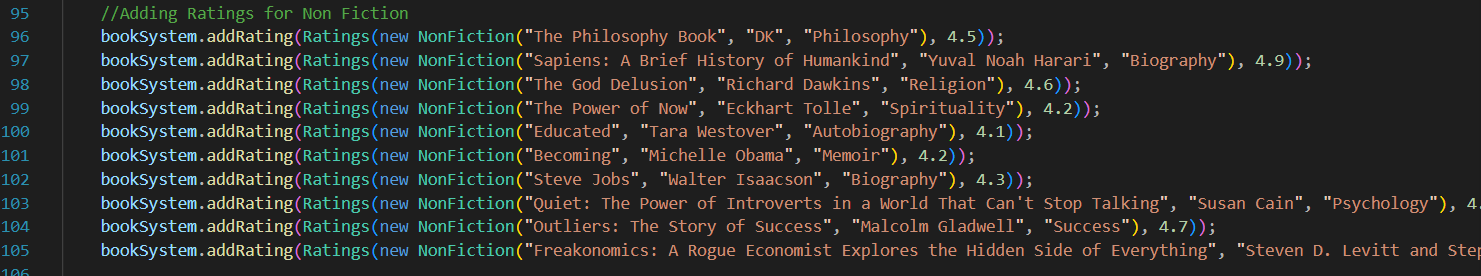 95 //Adding Ratings for Non Fiction
96 bookSystem.addRating(Ratings(new NonFiction("The Philosophy Book", "DK", "Philosophy"), 4.5));
97 bookSystem.addRating(Ratings(new NonFiction("Sapiens: A Brief History of Humankind", "Yuval Noah Harari", "Biography"), 4.9));
98 bookSystem.addRating(Ratings(new NonFiction("The God Delusion", "Richard Dawkins", "Religion"), 4.6));
99 bookSystem.addRating(Ratings(new NonFiction("The Power of Now", "Eckhart Tolle", "Spirituality"), 4.2));
100 bookSystem.addRating(Ratings(new NonFiction("Educated", "Tara Westover", "Autobiography"), 4.1));
101 bookSystem.addRating(Ratings(new NonFiction("Becoming", "Michelle Obama", "Memoir"), 4.2));
102 bookSystem.addRating(Ratings(new NonFiction("Steve Jobs", "Walter Isaacson", "Biography"), 4.3));
103 bookSystem.addRating(Ratings(new NonFiction("Quiet: The Power of Introverts in a World That Can't Stop Talking", "Susan Cain", "Psychology"), 4.
104 bookSystem.addRating(Ratings(new NonFiction("Outliers: The Story of Success", "Malcolm Gladwell", "Success"), 4.7));
105 bookSystem.addRating(Ratings(new NonFiction("Freakonomics: A Rogue Economist Explores the Hidden Side of Everything", "Steven D. Levitt and Step
106